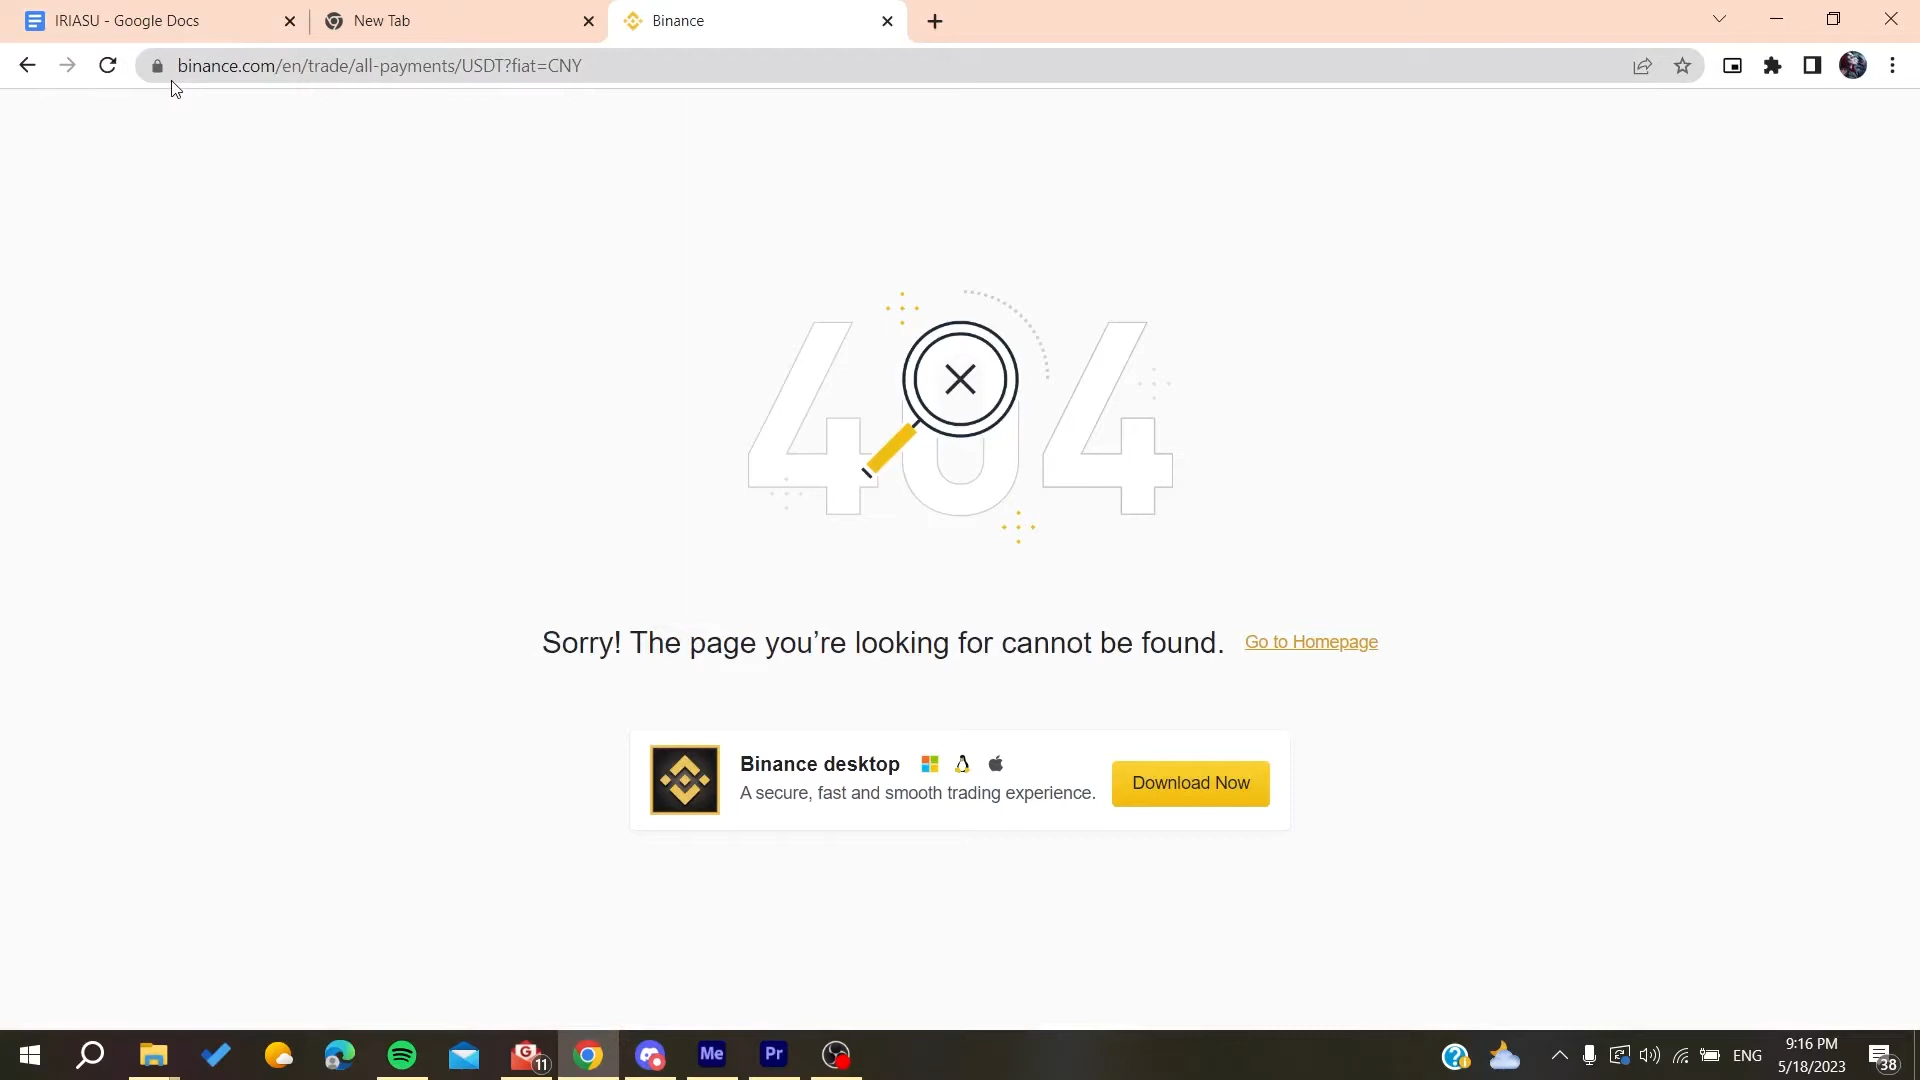 IRIASU - Google Docs
New Tab
Binance
binance.com/en/trade/all-payments/USDT?fiat=CNY
404
Sorry! The page you’re looking for cannot be found. Go to Homepage
Binance desktop
A secure, fast and smooth trading experience.
Download Now
G 11
Me
Pr
ENG
9:16 PM
5/18/2023
38